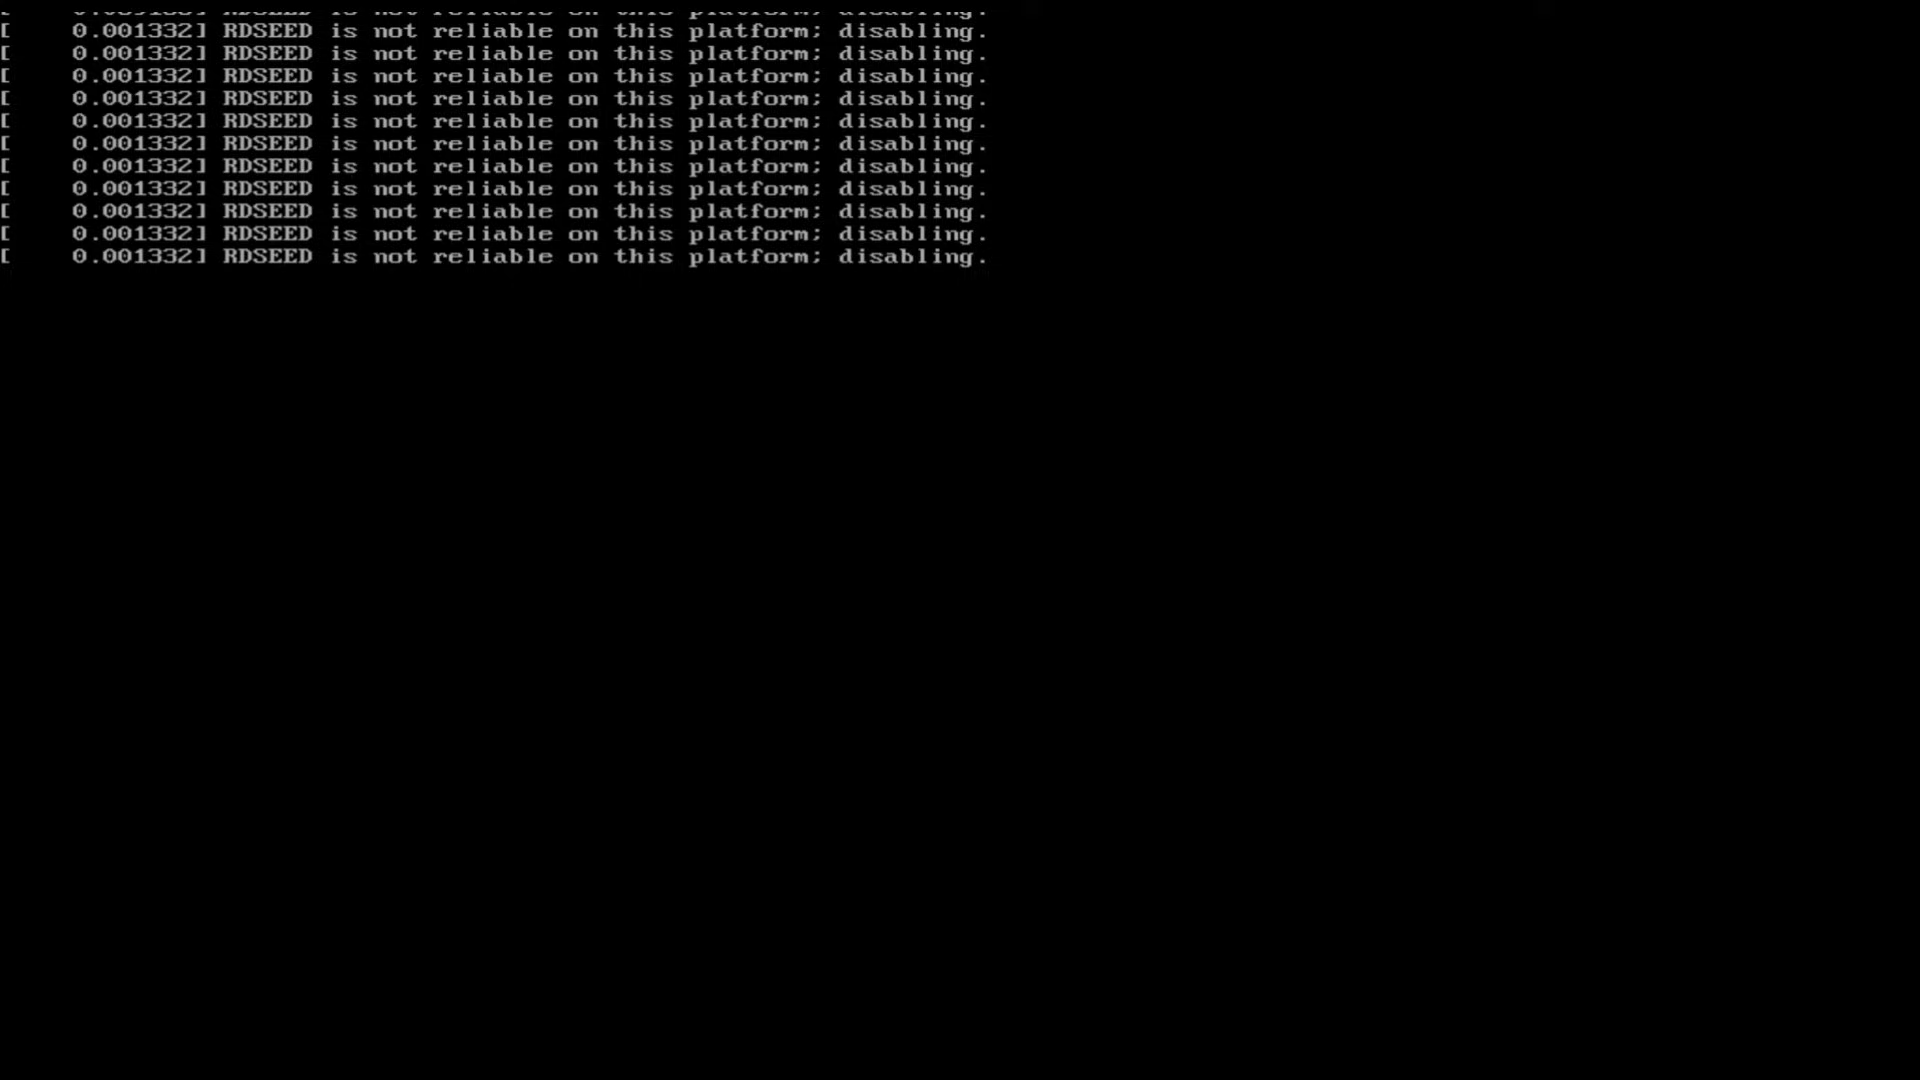 [    0.001332] RDSEED is not reliable on this platform; disabling.
[    0.001332] RDSEED is not reliable on this platform; disabling.
[    0.001332] RDSEED is not reliable on this platform; disabling.
[    0.001332] RDSEED is not reliable on this platform; disabling.
[    0.001332] RDSEED is not reliable on this platform; disabling.
[    0.001332] RDSEED is not reliable on this platform; disabling.
[    0.001332] RDSEED is not reliable on this platform; disabling.
[    0.001332] RDSEED is not reliable on this platform; disabling.
[    0.001332] RDSEED is not reliable on this platform; disabling.
[    0.001332] RDSEED is not reliable on this platform; disabling.
[    0.001332] RDSEED is not reliable on this platform; disabling.